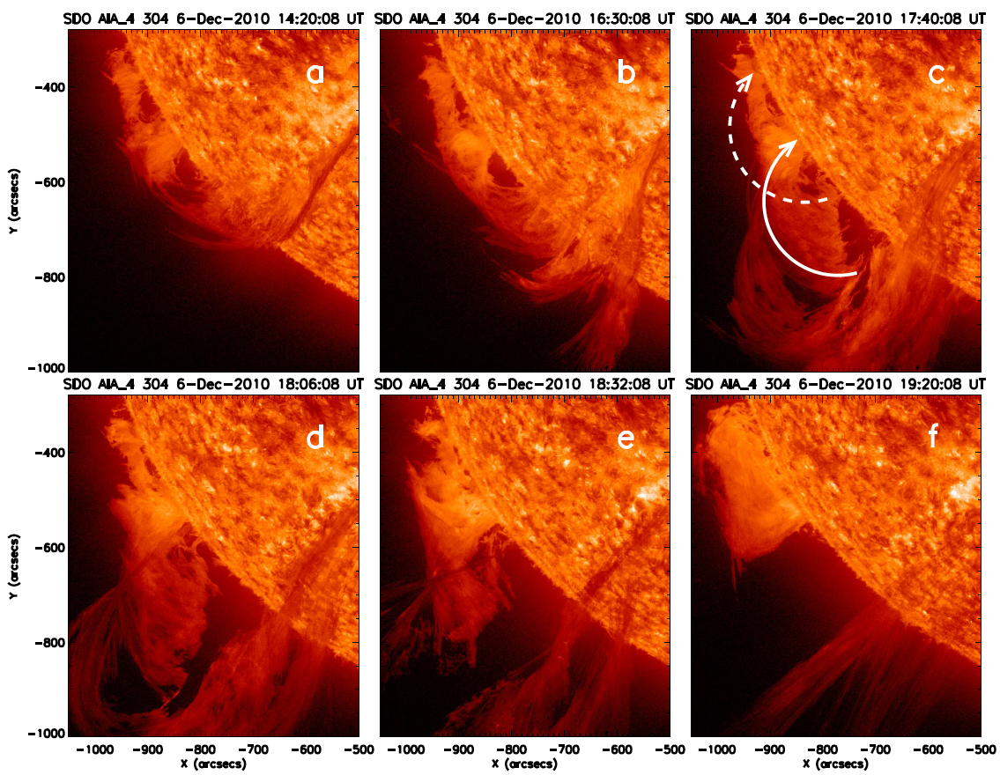 SDO AIA_4 304 6-Dec-2010 14:20:08 UT
SDO AIA_4 304 6-Dec-2010 16:30:08 UT
SDO AIA_4 304 6-Dec-2010 17:40:08 UT
a
b
c
-400
-600
-800
-1000
Y (arcsecs)
SDO AIA_4 304 6-Dec-2010 18:06:08 UT
SDO AIA_4 304 6-Dec-2010 18:32:08 UT
SDO AIA_4 304 6-Dec-2010 19:20:08 UT
d
e
f
-400
-600
-800
-1000
Y (arcsecs)
-1000 -900 -800 -700 -600 -500
-1000 -900 -800 -700 -600 -500
-1000 -900 -800 -700 -600 -500
X (arcsecs)
X (arcsecs)
X (arcsecs)